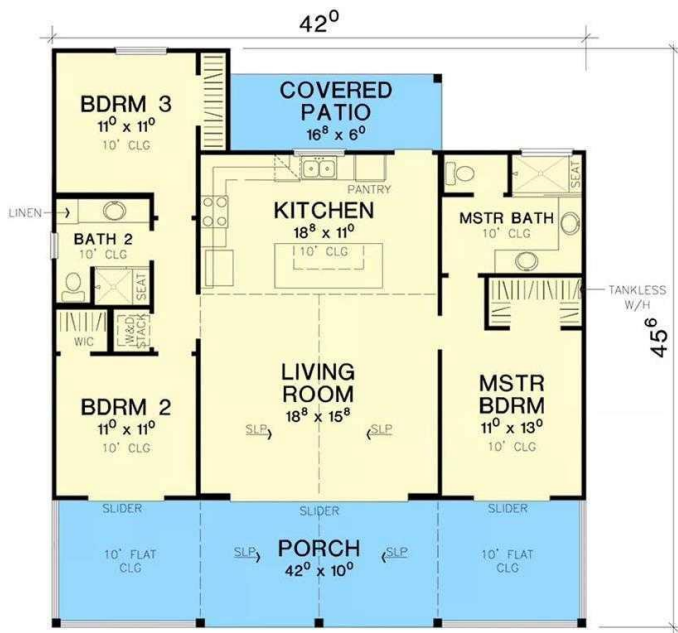 42⁰
BDRM 3
11⁰ x 11⁰
10' CLG
COVERED
PATIO
16⁸ x 6⁰
PANTRY
KITCHEN
18⁸ x 11⁰
10' CLG
SEAT
MSTR BATH
10' CLG
LINEN
BATH 2
10' CLG
SEAT
TANKLESS
W/H
45⁶
WIC
W&D
STACK
BDRM 2
11⁰ x 11⁰
10' CLG
LIVING
ROOM
18⁸ x 15⁸
SLP
SLP
MSTR
BDRM
11⁰ x 13⁰
10' CLG
SLIDER
SLIDER
SLIDER
10' FLAT
CLG
SLP
PORCH
42⁰ x 10⁰
SLP
10' FLAT
CLG